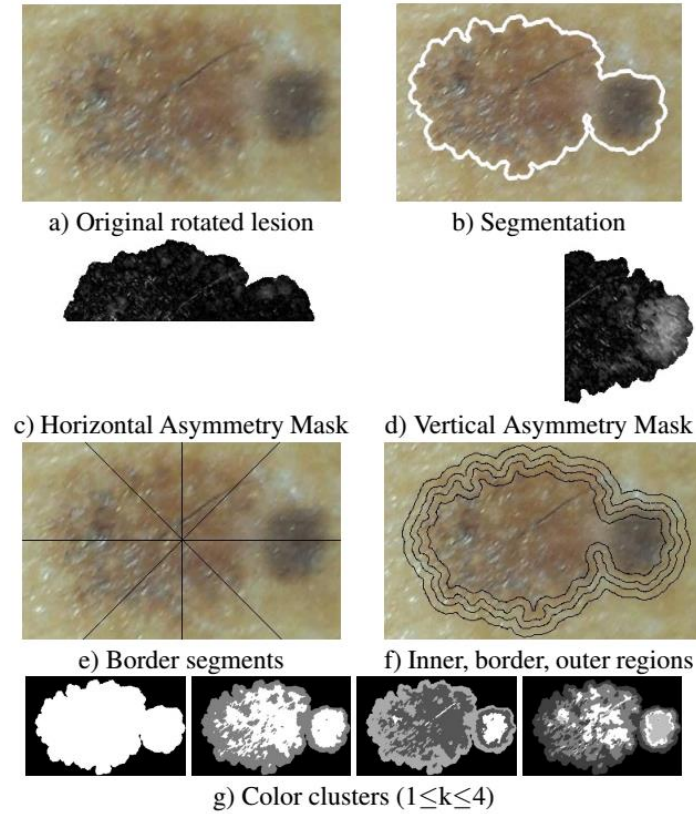 a) Original rotated lesion
b) Segmentation
c) Horizontal Asymmetry Mask
d) Vertical Asymmetry Mask
e) Border segments
f) Inner, border, outer regions
g) Color clusters (1≤k≤4)